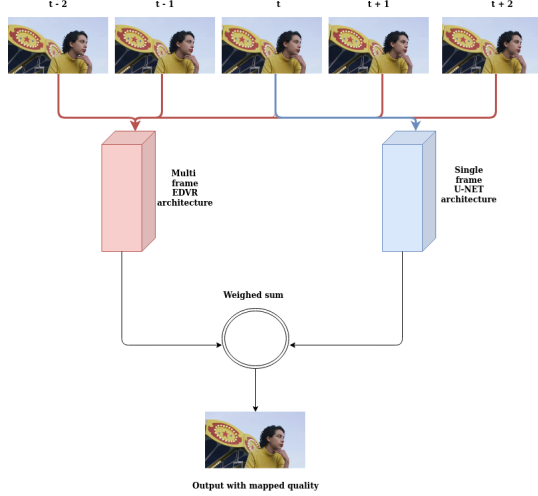 t - 2
t - 1
t
t + 1
t + 2
Multi
frame
EDVR
architecture
Single
frame
U-NET
architecture
Weighed sum
Output with mapped quality